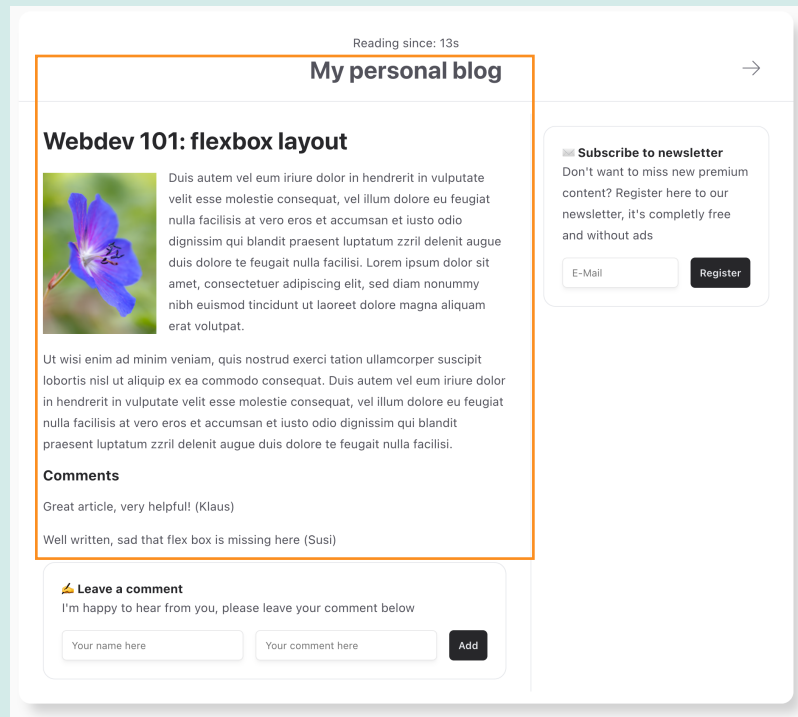 Reading since: 13s
My personal blog
Webdev 101: flexbox layout
Duis autem vel eum iriure dolor in hendrerit in vulputate
velit esse molestie consequat, vel illum dolore eu feugiat
nulla facilisis at vero eros et accumsan et iusto odio
dignissim qui blandit praesent luptatum zzril delenit augue
duis dolore te feugait nulla facilisi. Lorem ipsum dolor sit
amet, consectetuer adipiscing elit, sed diam nonummy
nibh euismod tincidunt ut laoreet dolore magna aliquam
erat volutpat.
Ut wisi enim ad minim veniam, quis nostrud exerci tation ullamcorper suscipit
lobortis nisl ut aliquip ex ea commodo consequat. Duis autem vel eum iriure dolor
in hendrerit in vulputate velit esse molestie consequat, vel illum dolore eu feugiat
nulla facilisis at vero eros et accumsan et iusto odio dignissim qui blandit
praesent luptatum zzril delenit augue duis dolore te feugait nulla facilisi.
Comments
Great article, very helpful! (Klaus)
Well written, sad that flex box is missing here (Susi)
✍️ Leave a comment
I'm happy to hear from you, please leave your comment below
Your name here
Your comment here
Add
✉️ Subscribe to newsletter
Don't want to miss new premium
content? Register here to our
newsletter, it's completly free
and without ads
E-Mail
Register